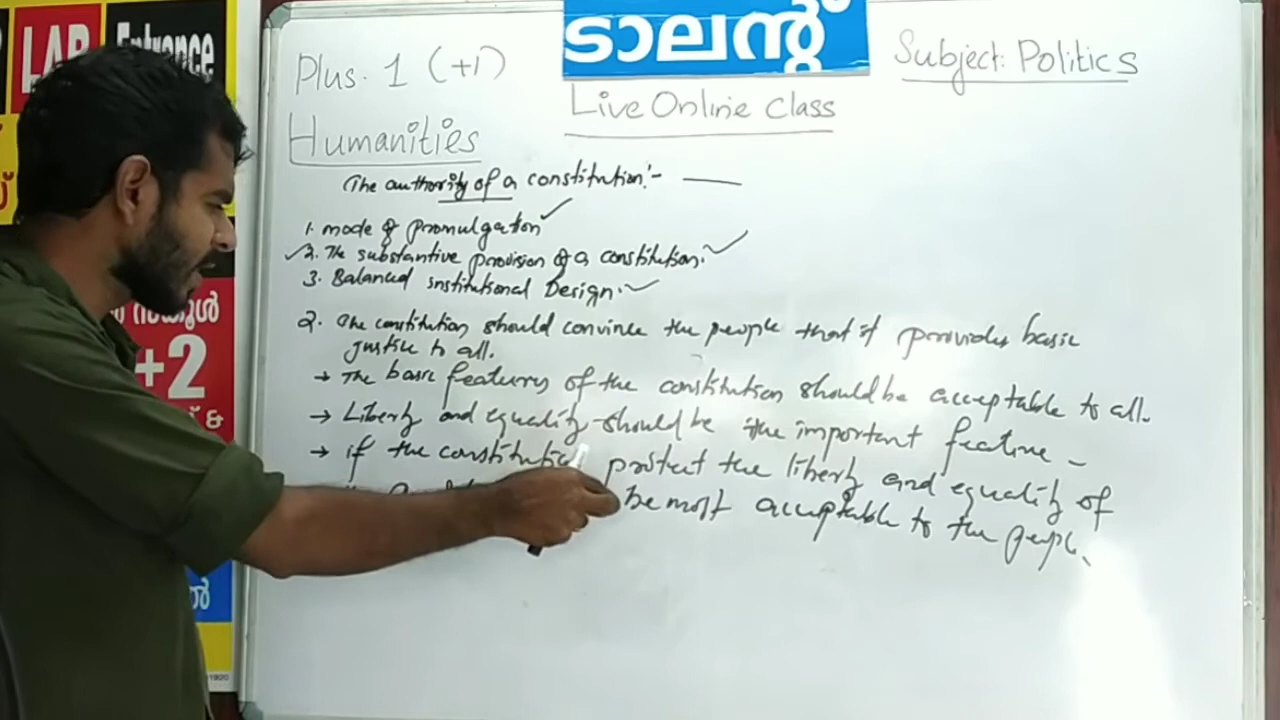 LAB
Entrance
ടാലന്റ്
Plus. 1 (+1)
Subject: Politics
Live Online Class
Humanities
The authority of a constitution:-
1. mode of promulgation
2. The substantive provision of a constitution.
3. Balanced institutional Design.
2. The constitution should convince the people that it provides basic
justice to all.
→ The basic features of the constitution should be acceptable to all.
→ Liberty and equality should be the important feature -
→ if the constitution protect the liberty and equality of
be most acceptable to the people.
+2
&